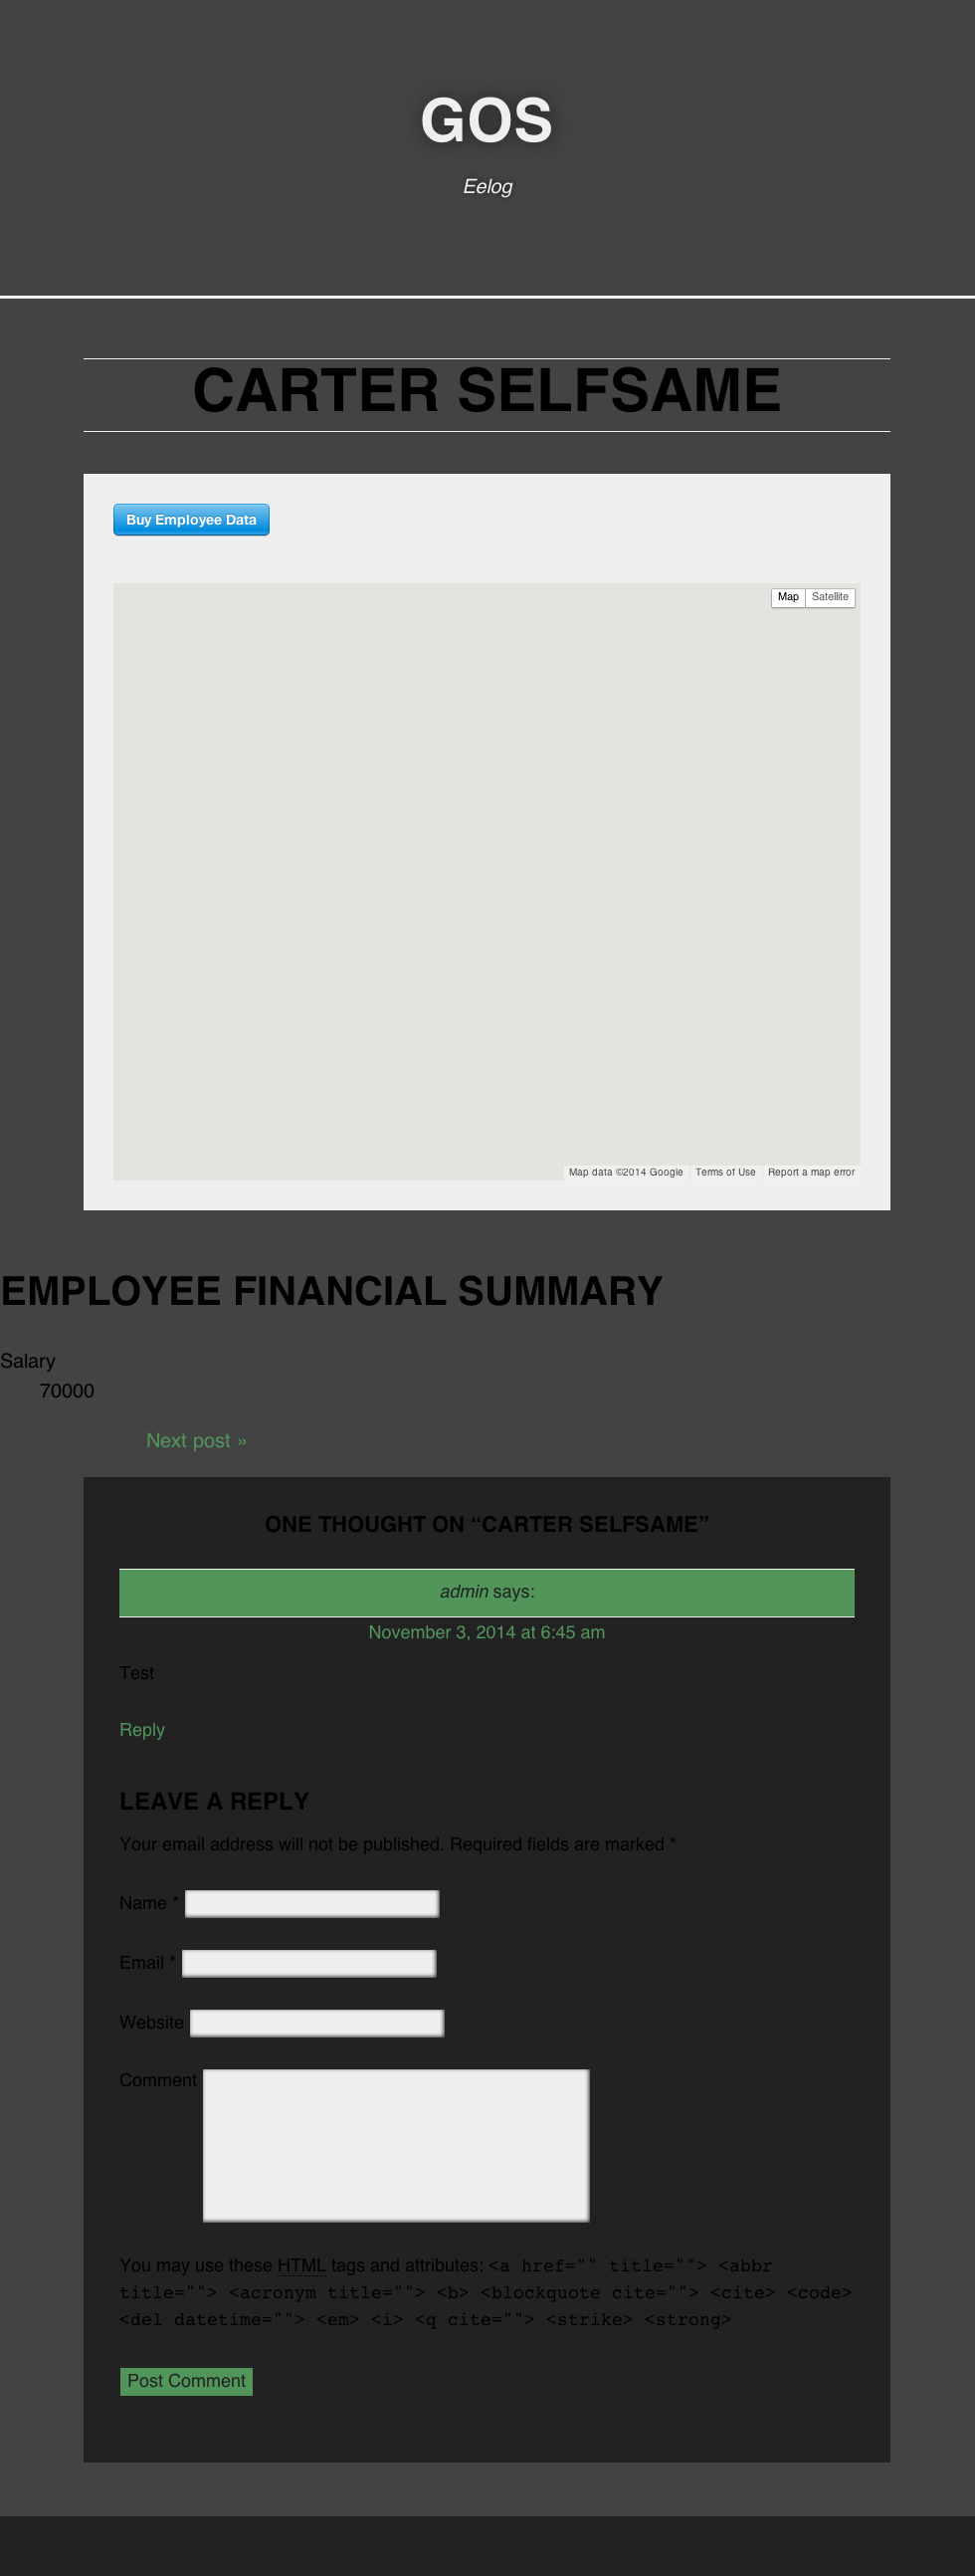 GOS
Eelog
CARTER SELFSAME
Buy Employee Data
Map Satellite
Map data ©2014 Google Terms of Use Report a map error
EMPLOYEE FINANCIAL SUMMARY
Salary
70000
Next post »
ONE THOUGHT ON “CARTER SELFSAME”
admin says:
November 3, 2014 at 6:45 am
Test
Reply
LEAVE A REPLY
Your email address will not be published. Required fields are marked *
Name *
Email *
Website
Comment
You may use these HTML tags and attributes: <a href="" title=""> <abbr
title=""> <acronym title=""> <b> <blockquote cite=""> <cite> <code>
<del datetime=""> <em> <i> <q cite=""> <strike> <strong>
Post Comment